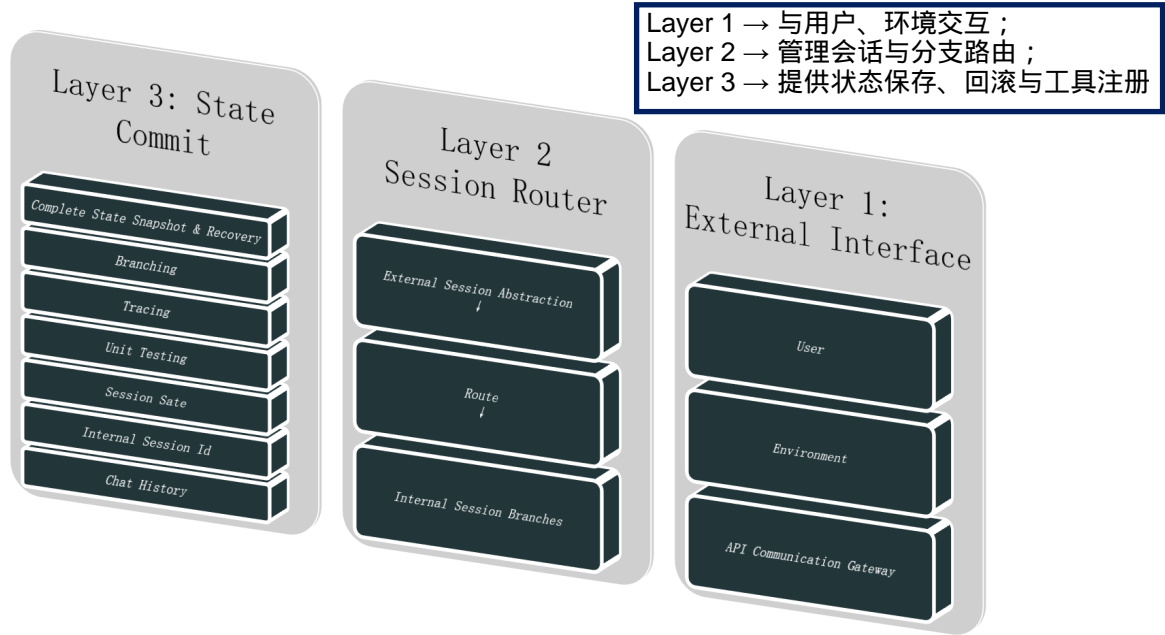 Layer 1 → 与用户、环境交互；
Layer 2 → 管理会话与分支路由；
Layer 3 → 提供状态保存、回滚与工具注册
Layer 3: State
Commit
Complete State Snapshot & Recovery
Branching
Tracing
Unit Testing
Session Sate
Internal Session Id
Chat History
Layer 2
Session Router
External Session Abstraction
↓
Route
↓
Internal Session Branches
Layer 1:
External Interface
User
Environment
API Communication Gateway